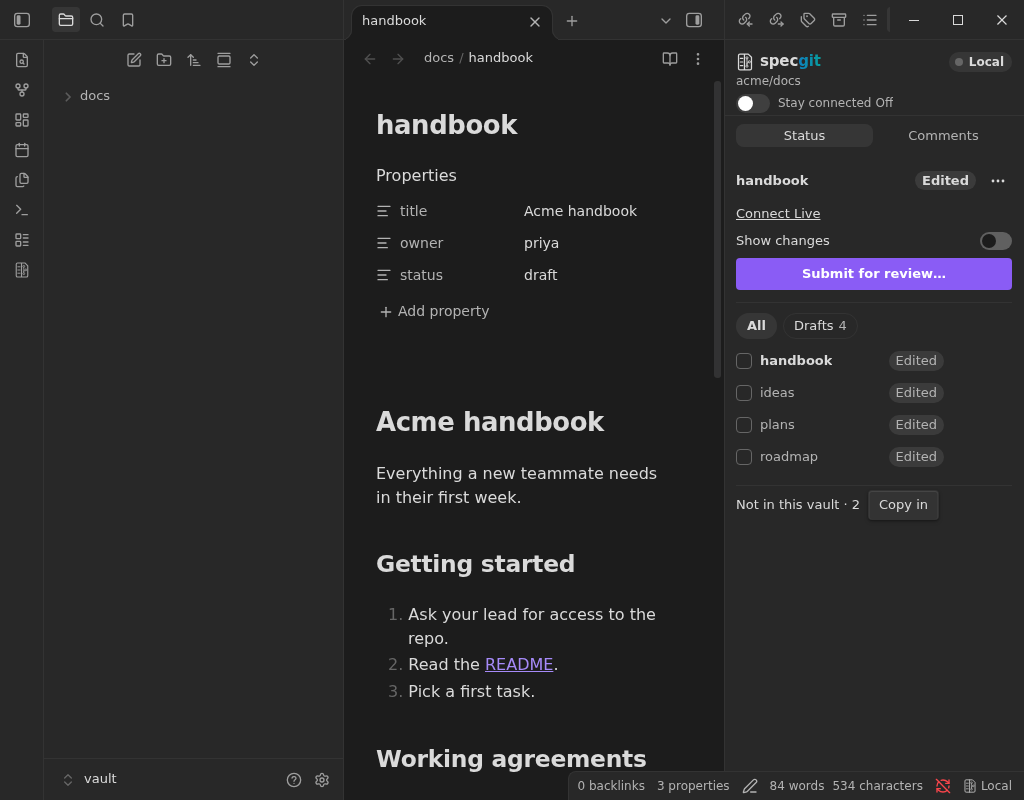 handbook
docs / handbook
docs
handbook
Properties
title Acme handbook
owner priya
status draft
Add property
Acme handbook
Everything a new teammate needs
in their first week.
Getting started
1. Ask your lead for access to the
repo.
2. Read the README.
3. Pick a first task.
Working agreements
specgit
Local
acme/docs
Stay connected Off
Status Comments
handbook Edited
Connect Live
Show changes
Submit for review…
All Drafts 4
handbook Edited
ideas Edited
plans Edited
roadmap Edited
Not in this vault · 2 Copy in
vault
0 backlinks 3 properties 84 words 534 characters Local